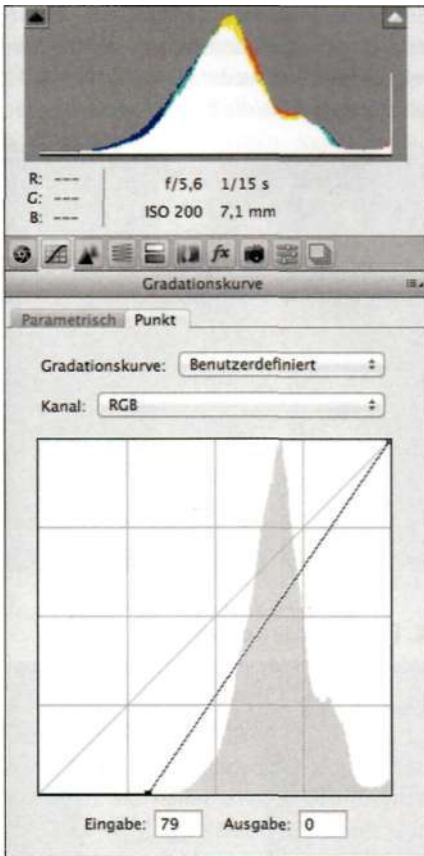 R: ---
G: ---
B: ---
f/5,6 1/15 s
ISO 200 7,1 mm
fx
Gradationskurve
Parametrisch Punkt
Gradationskurve: Benutzerdefiniert
Kanal: RGB
Eingabe: 79 Ausgabe: 0